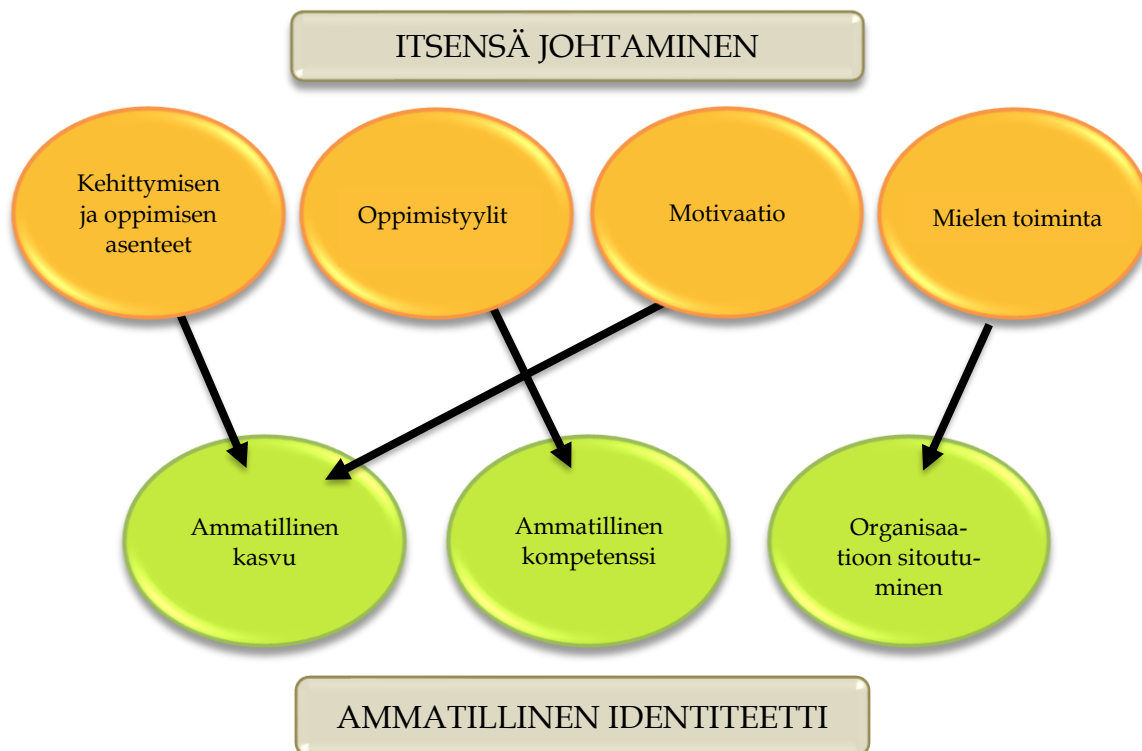 ITSENSÄ JOHTAMINEN
Kehittymisen
ja oppimisen
asenteet
Oppimistyylit
Motivaatio
Mielen toiminta
Ammatillinen
kasvu
Ammatillinen
kompetenssi
Organisaa-
tioon sitoutu-
minen
AMMATILLINEN IDENTITEETTI